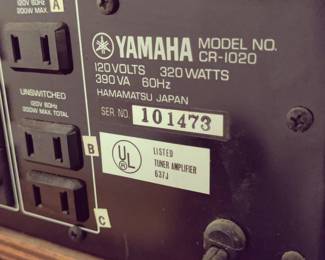 120V 60Hz
200W MAX.
A
UNSWITCHED
120V 60Hz
200W MAX. TOTAL
B
C
YAMAHA MODEL NO. CR-1020
120VOLTS 320WATTS
390VA 60Hz
HAMAMATSU JAPAN
SER. NO. 101473
UL
®
LISTED
TUNER AMPLIFIER
637J